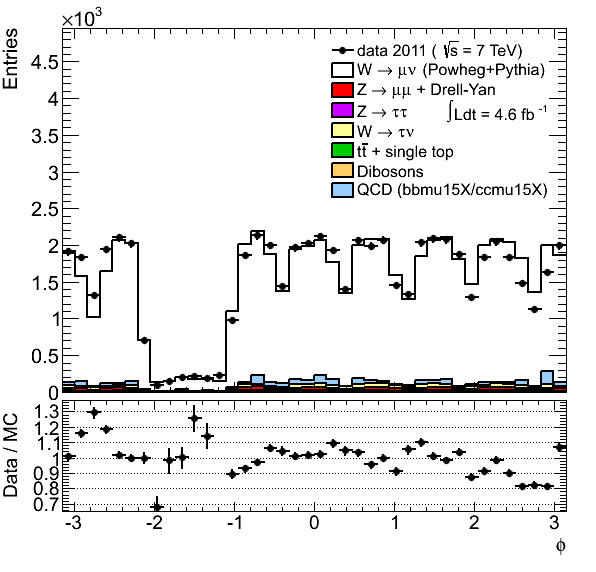 ×10³
Entries
4.5
4
3.5
3
2.5
2
1.5
1
0.5
0
data 2011 ( √s = 7 TeV)
W → μν (Powheg+Pythia)
Z → μμ + Drell-Yan
Z → ττ ∫Ldt = 4.6 fb⁻¹
W → τν
tt̅ + single top
Dibosons
QCD (bbmu15X/ccmu15X)
Data / MC
1.3
1.2
1.1
1
0.9
0.8
0.7
-3 -2 -1 0 1 2 3
ϕ